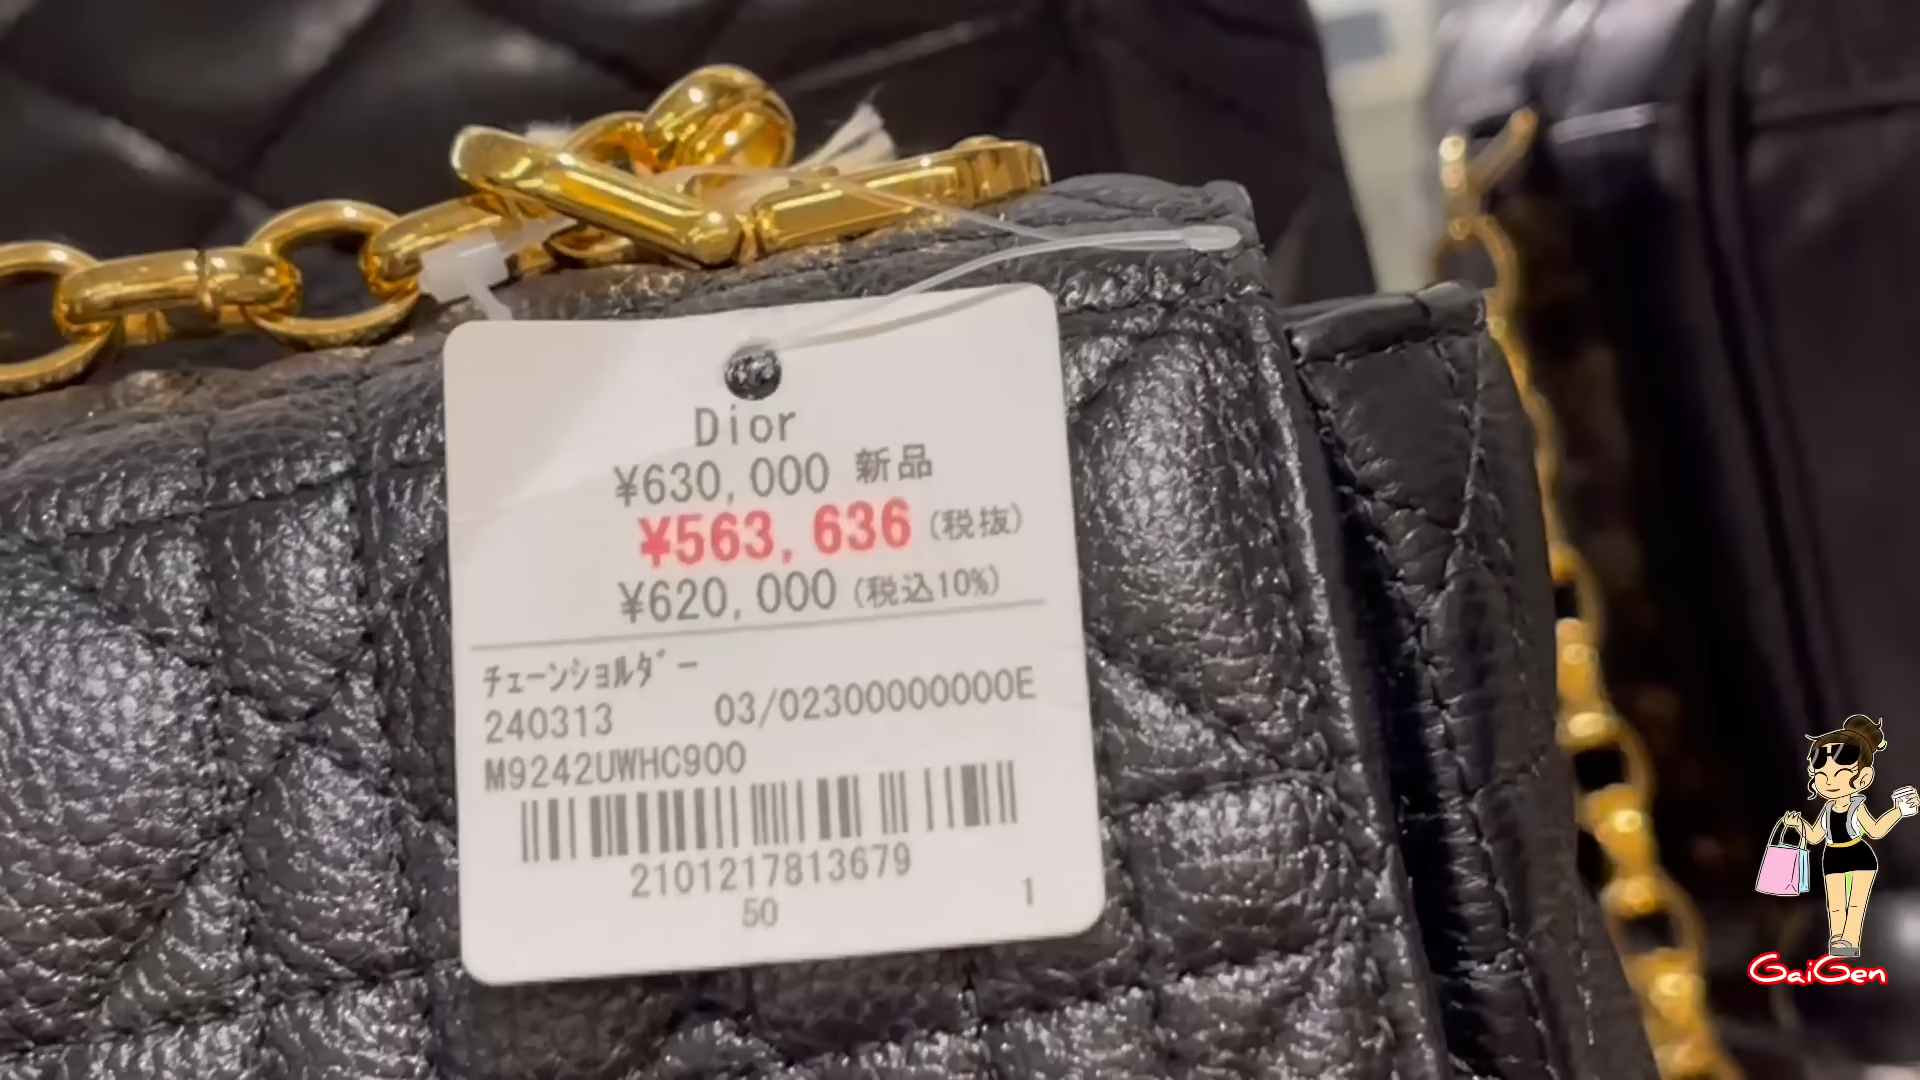 Dior
¥630,000 新品
¥563,636 (税抜)
¥620,000 (税込10%)
ﾁｪｰﾝｼｮﾙﾀﾞｰ
240313 03/02300000000E
M9242UWHC900
2101217813679
50 1
GaiGen